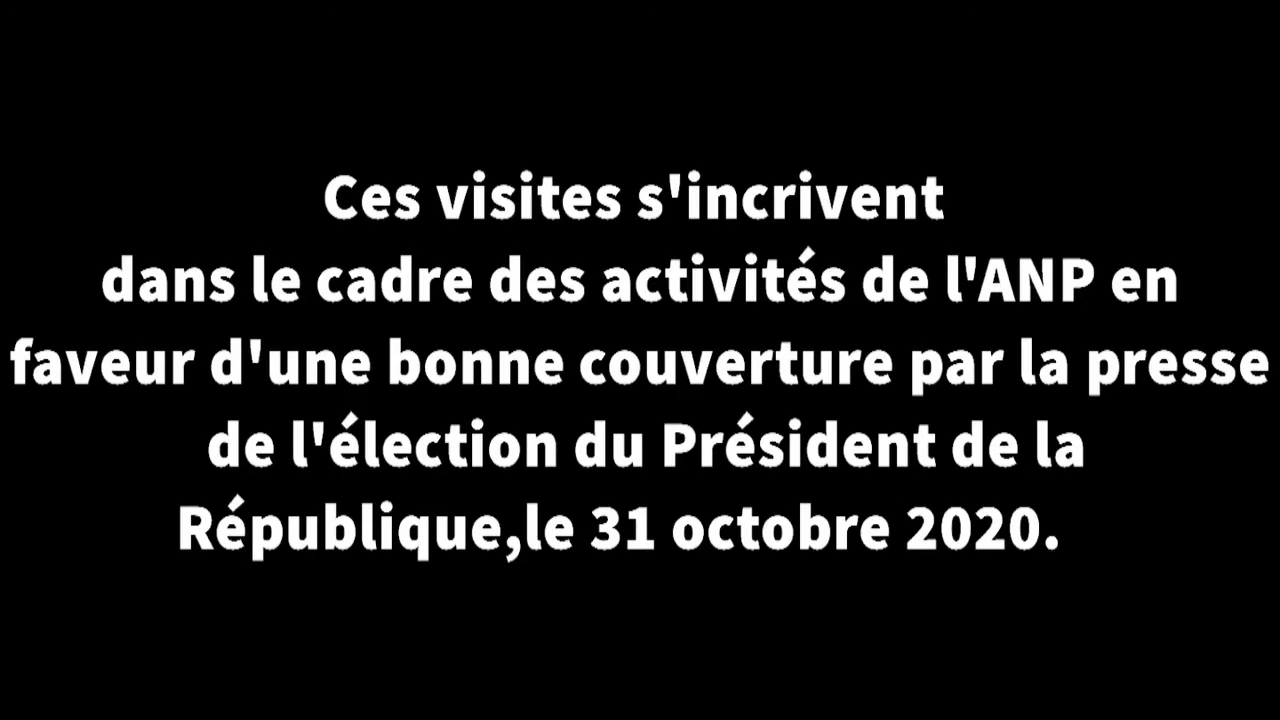 Ces visites s'incrivent
dans le cadre des activités de l'ANP en
faveur d'une bonne couverture par la presse
de l'élection du Président de la
République,le 31 octobre 2020.